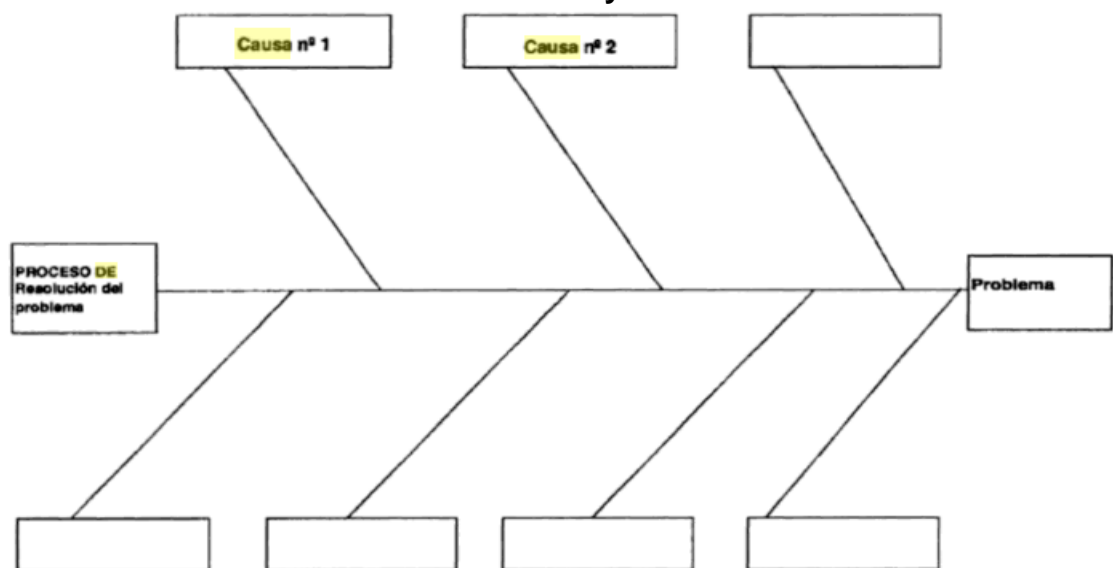 Causa nº 1
Causa nº 2
PROCESO DE
Resolución del
problema
Problema